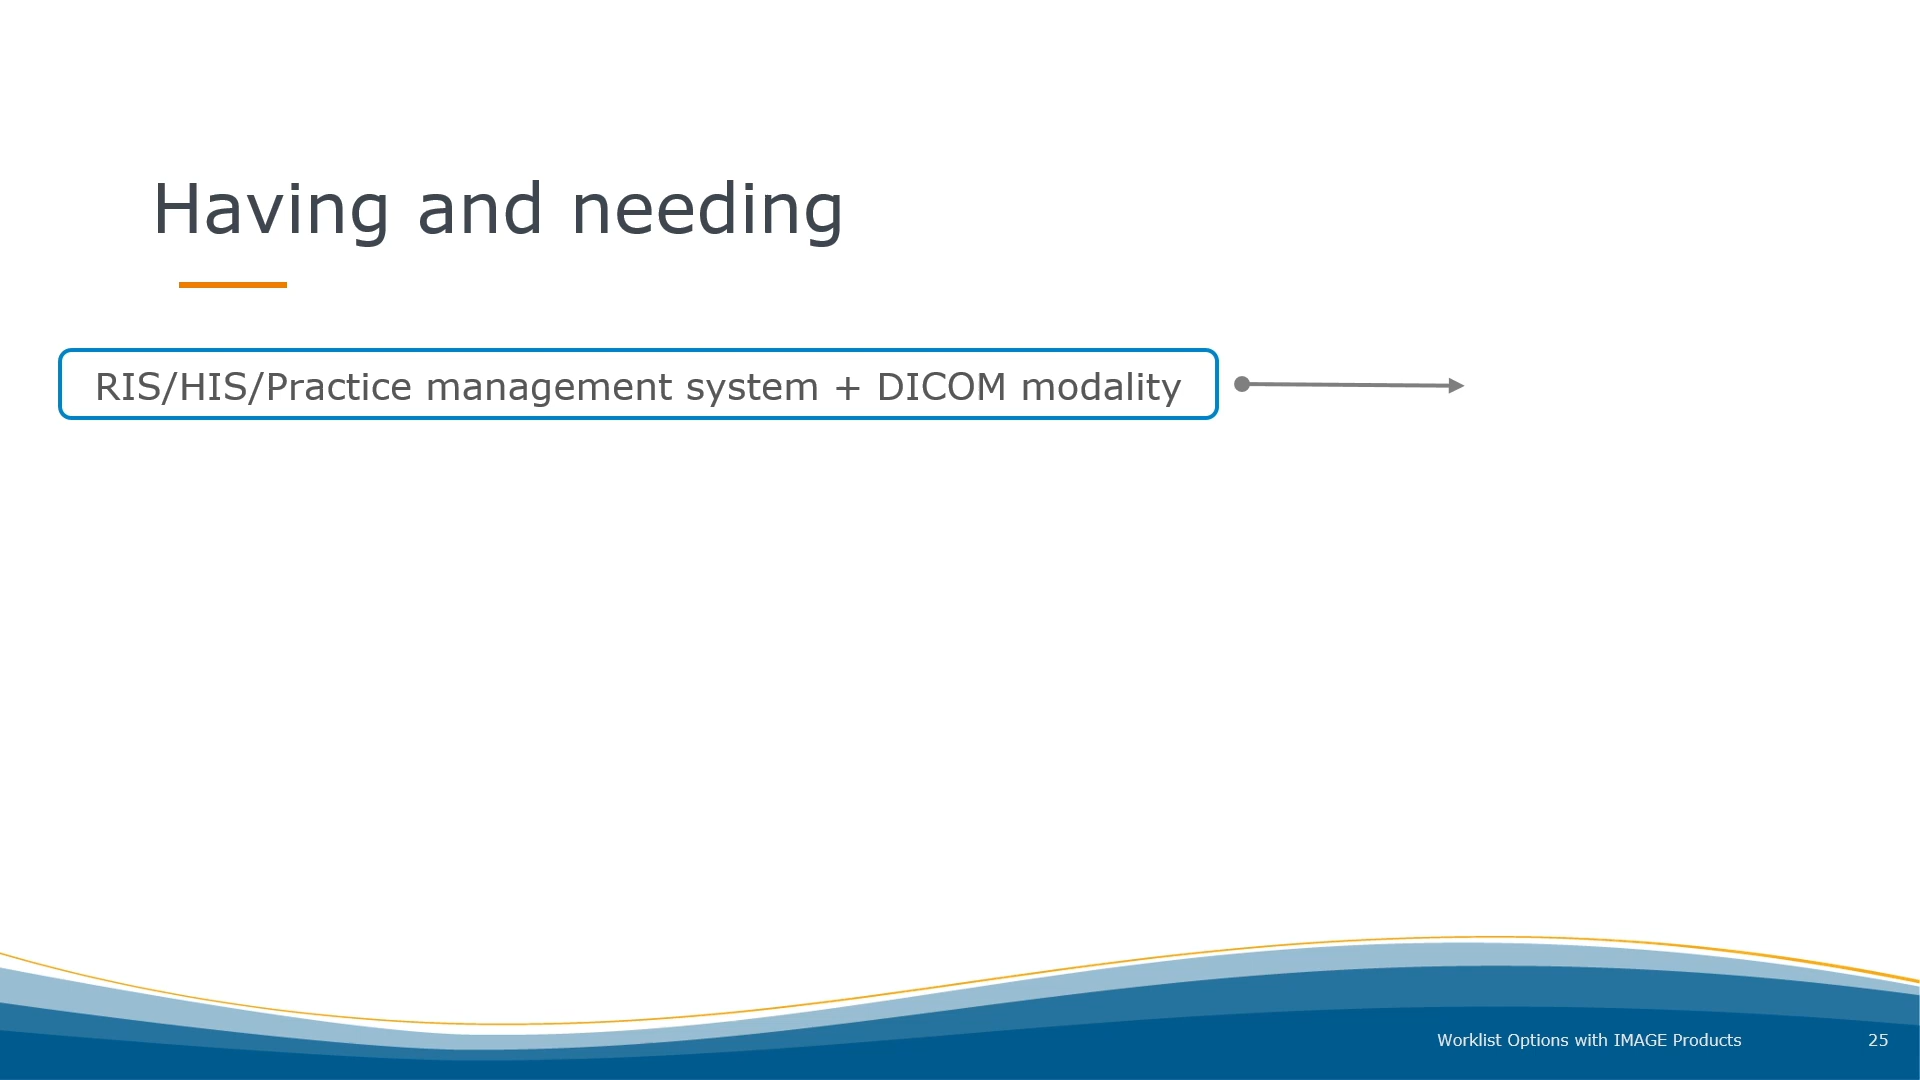 Having and needing
RIS/HIS/Practice management system + DICOM modality
Worklist Options with IMAGE Products
25